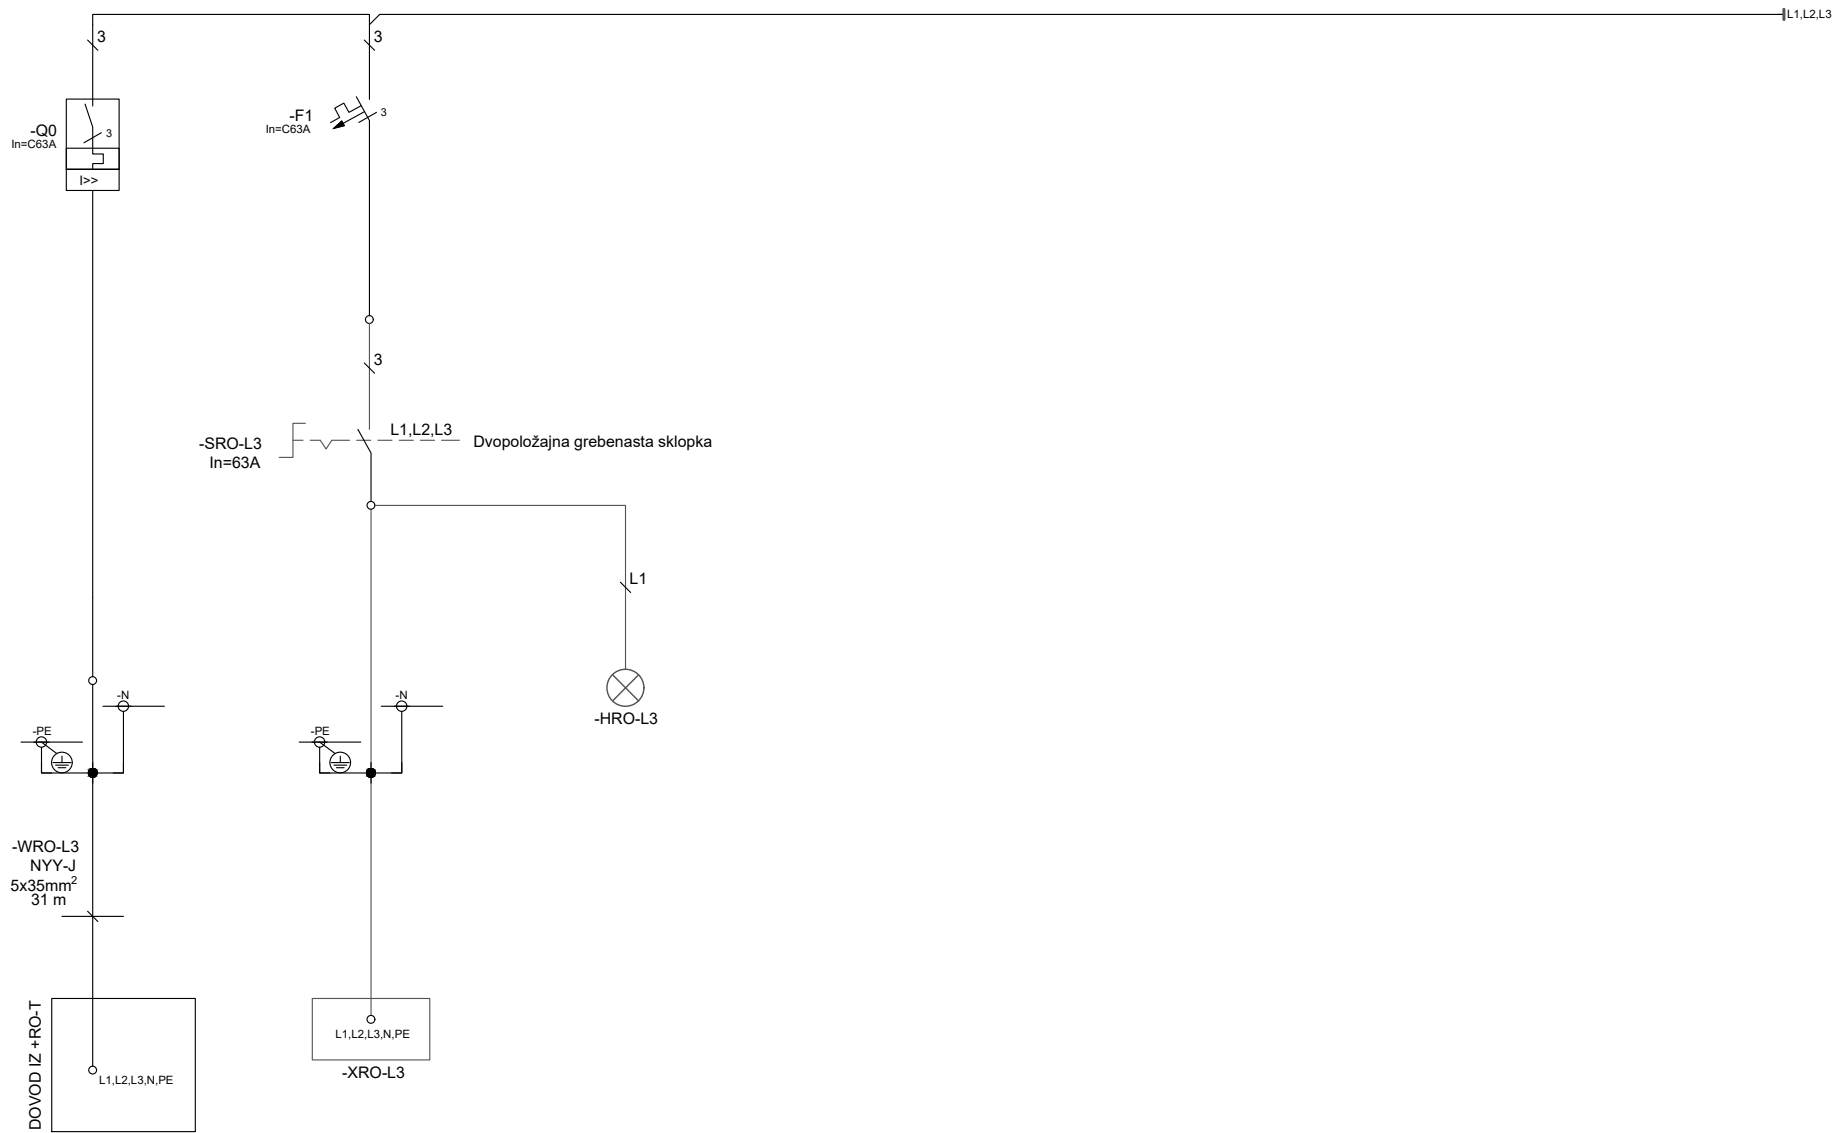 L1,L2,L3
3
3
-Q0
In=C63A
3
I>>
-F1
In=C63A
3
3
-SRO-L3
In=63A
L1,L2,L3
Dvopoložajna grebenasta sklopka
L1
-HRO-L3
-N
-PE
-N
-PE
-WRO-L3
NYY-J
5x35mm²
31 m
DOVOD IZ +RO-T
L1,L2,L3,N,PE
L1,L2,L3,N,PE
-XRO-L3